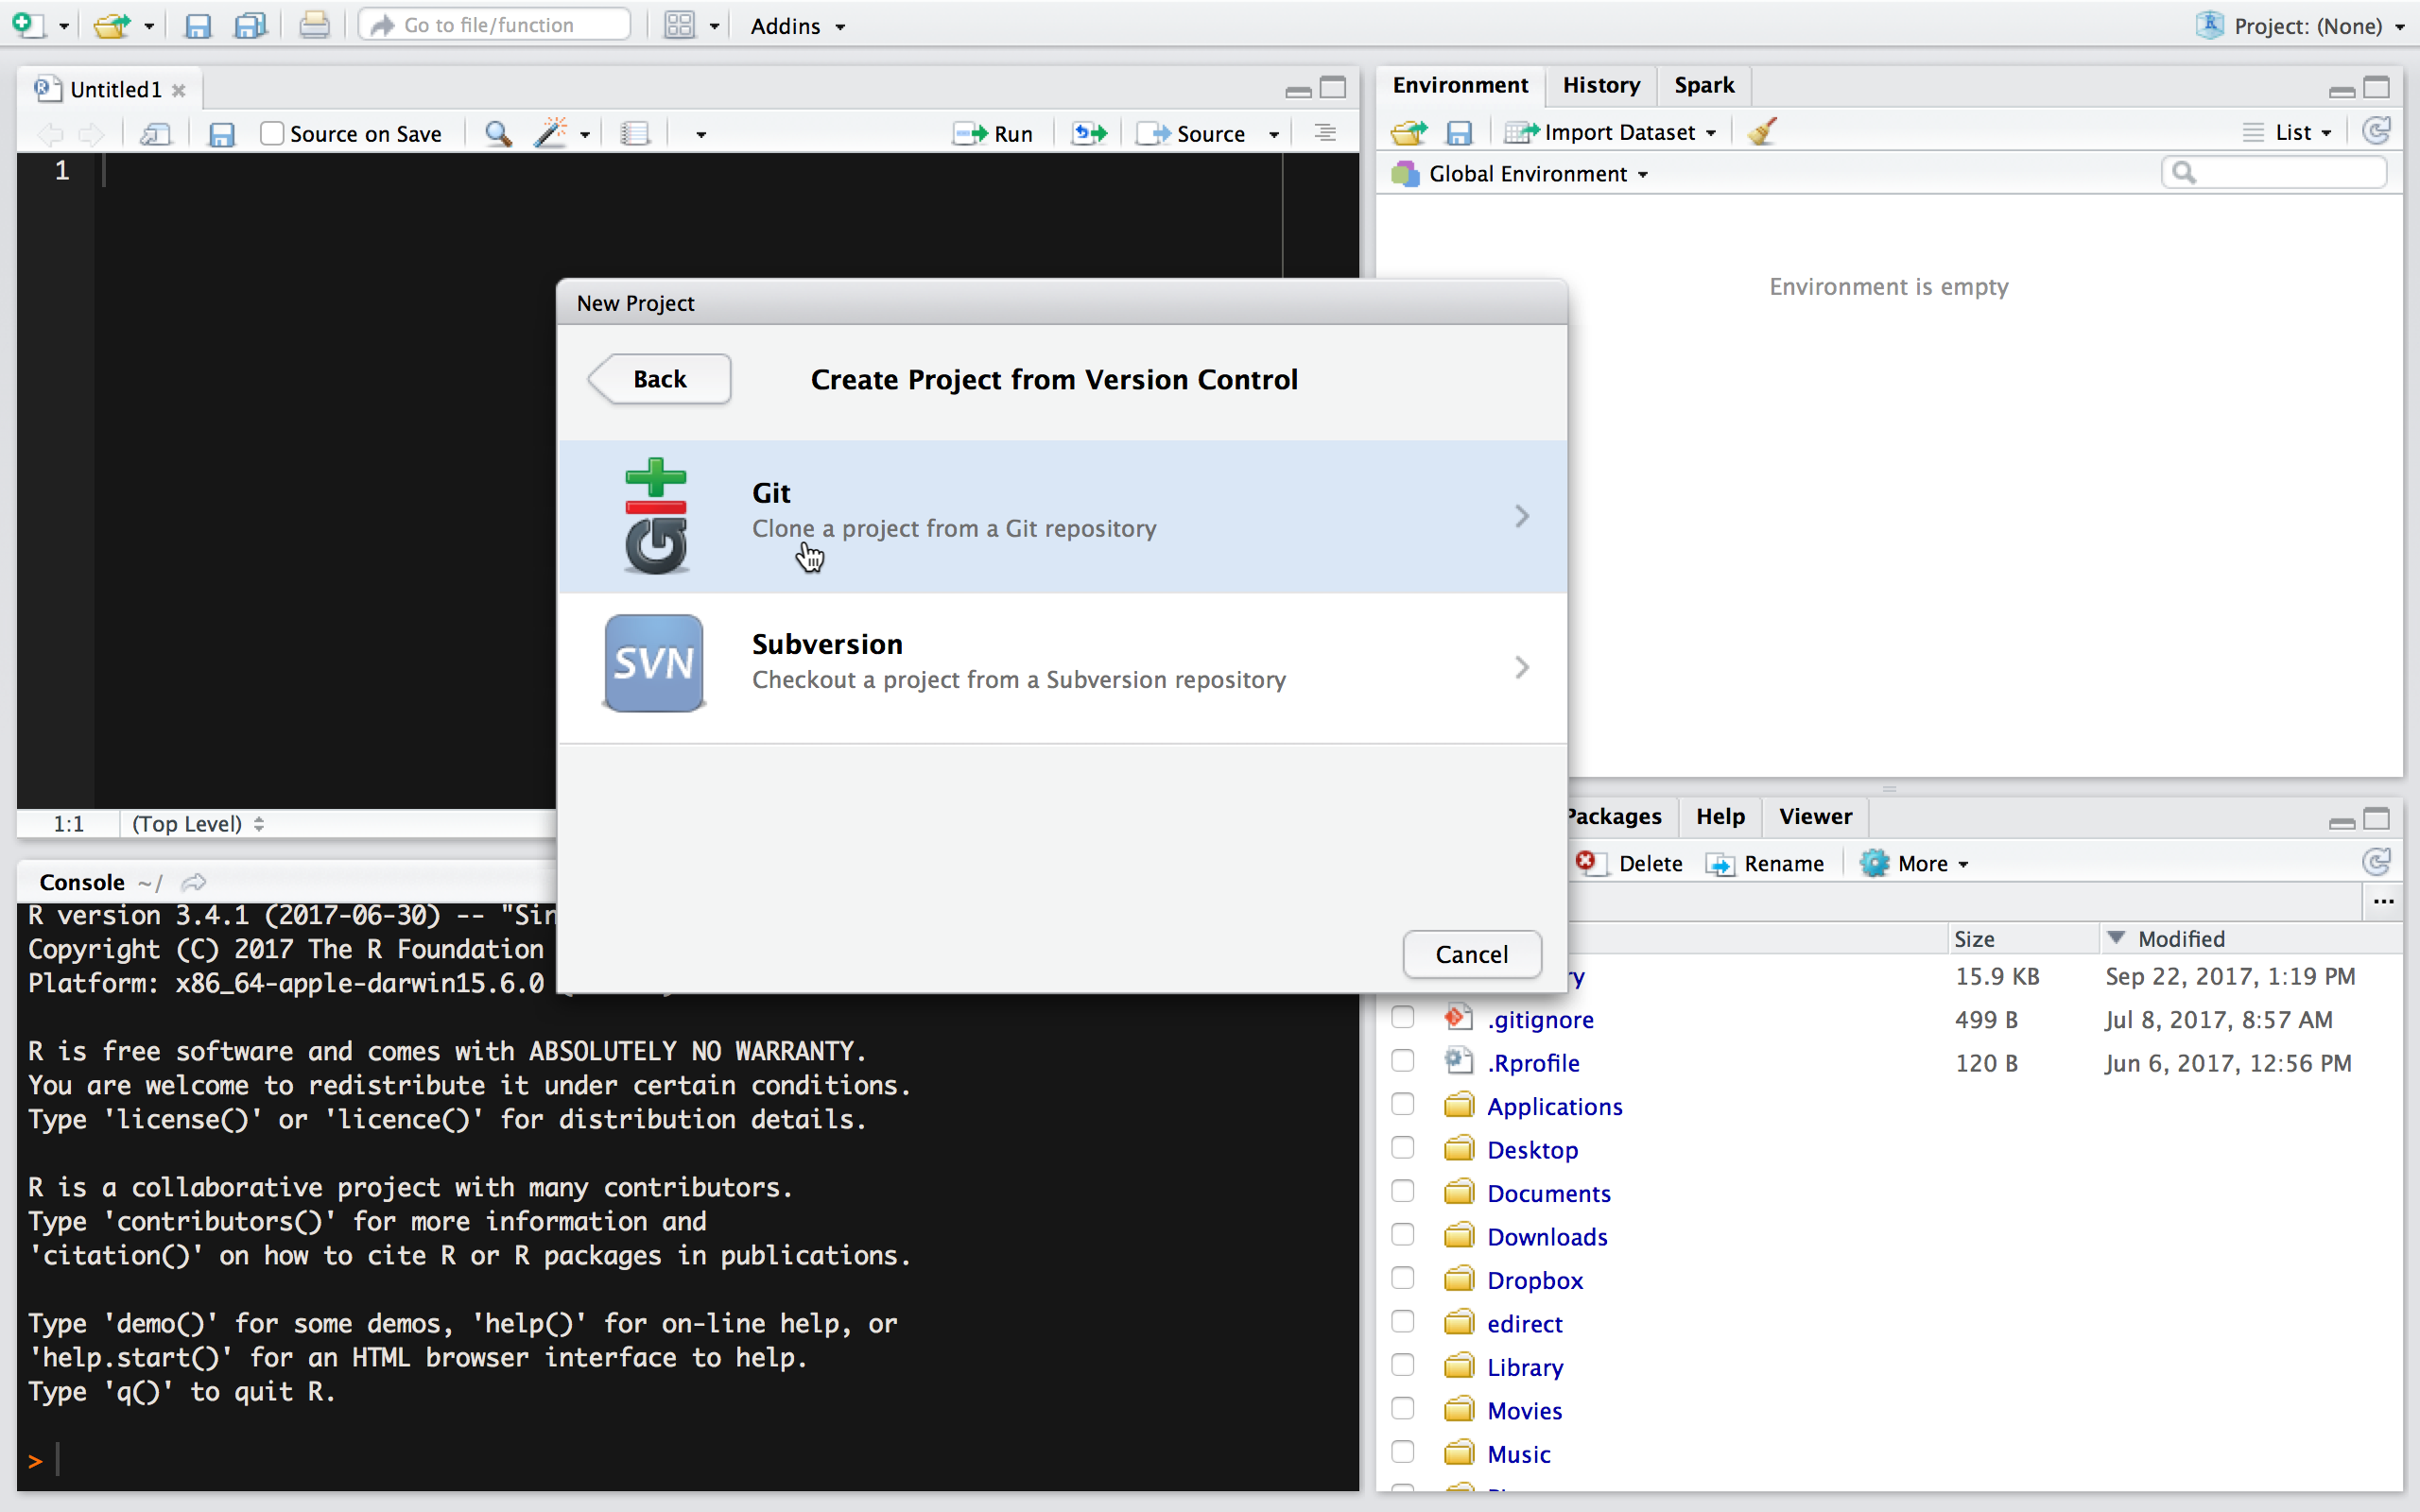 Go to file/function
Addins
Project: (None)
Untitled1
Source on Save
Run
Source
1
1:1
(Top Level)
Environment
History
Spark
Import Dataset
List
Global Environment
Environment is empty
New Project
Back
Create Project from Version Control
Git
Clone a project from a Git repository
SVN
Subversion
Checkout a project from a Subversion repository
Cancel
Console ~/
R version 3.4.1 (2017-06-30) -- "Sin
Copyright (C) 2017 The R Foundation
Platform: x86_64-apple-darwin15.6.0
R is free software and comes with ABSOLUTELY NO WARRANTY.
You are welcome to redistribute it under certain conditions.
Type 'license()' or 'licence()' for distribution details.
R is a collaborative project with many contributors.
Type 'contributors()' for more information and
'citation()' on how to cite R or R packages in publications.
Type 'demo()' for some demos, 'help()' for on-line help, or
'help.start()' for an HTML browser interface to help.
Type 'q()' to quit R.
>
Packages
Help
Viewer
Delete
Rename
More
...
Size
Modified
ry 15.9 KB Sep 22, 2017, 1:19 PM
.gitignore 499 B Jul 8, 2017, 8:57 AM
.Rprofile 120 B Jun 6, 2017, 12:56 PM
Applications
Desktop
Documents
Downloads
Dropbox
edirect
Library
Movies
Music